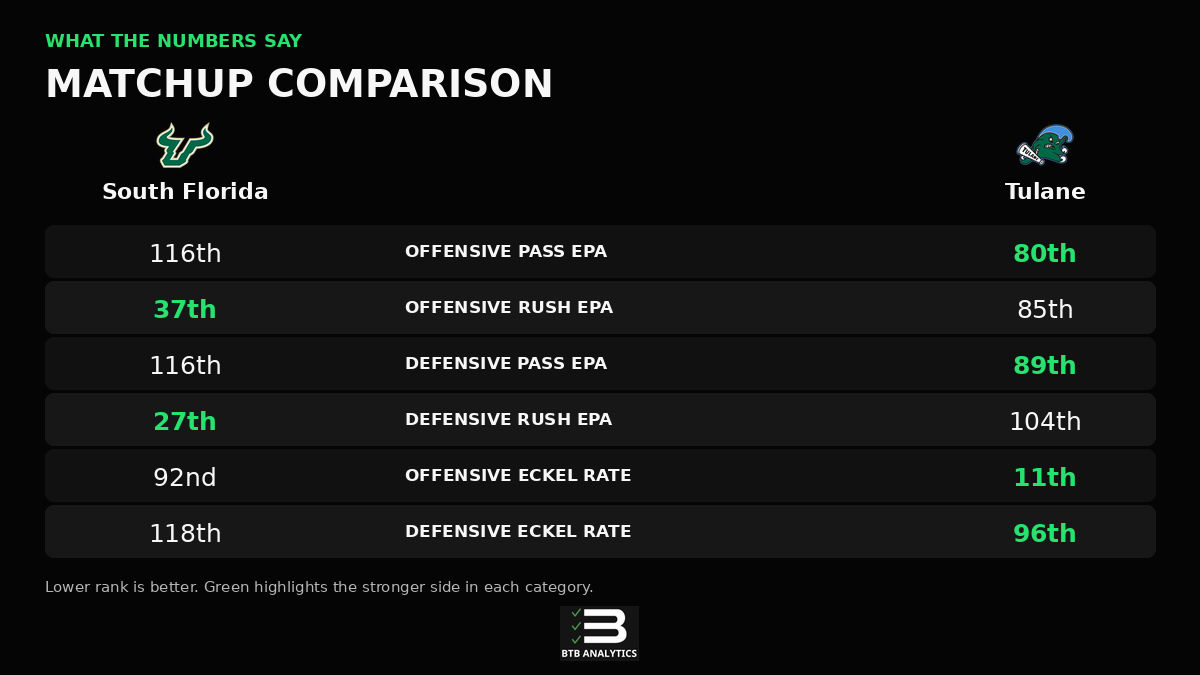 WHAT THE NUMBERS SAY
MATCHUP COMPARISON
TULANE
South Florida
Tulane
116th OFFENSIVE PASS EPA 80th
37th OFFENSIVE RUSH EPA 85th
116th DEFENSIVE PASS EPA 89th
27th DEFENSIVE RUSH EPA 104th
92nd OFFENSIVE ECKEL RATE 11th
118th DEFENSIVE ECKEL RATE 96th
Lower rank is better. Green highlights the stronger side in each category.
BTB ANALYTICS